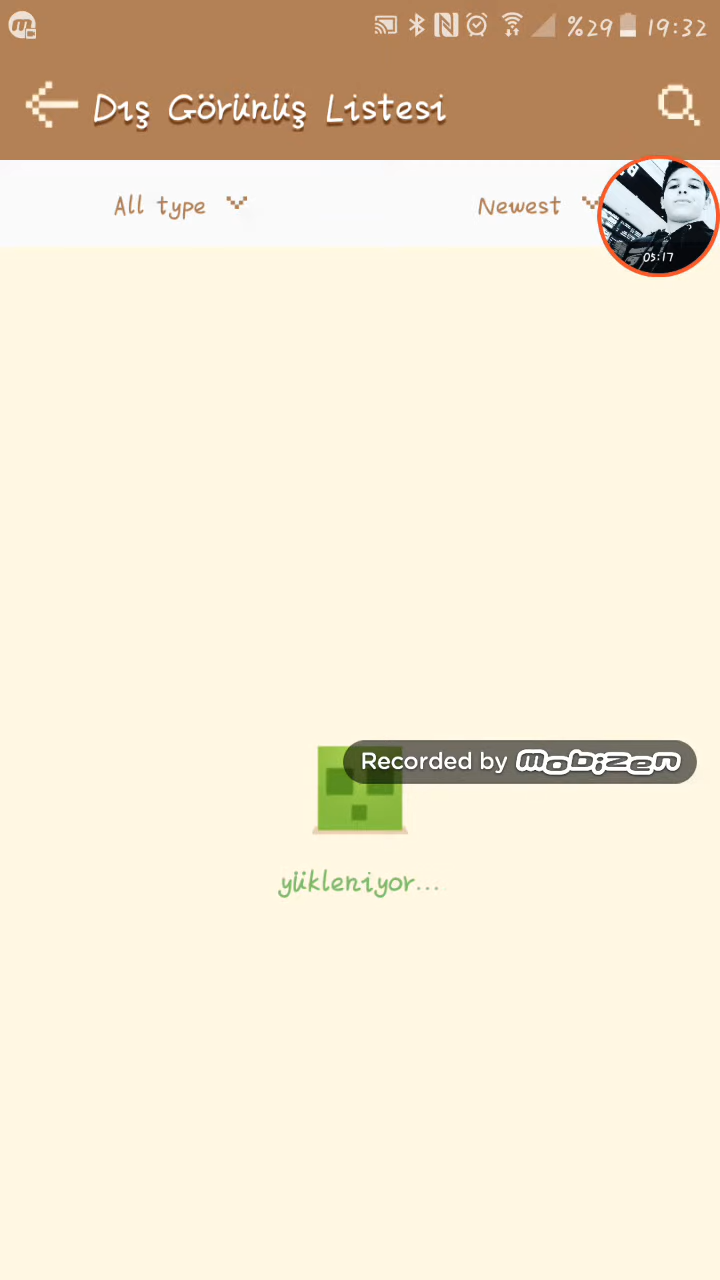 %29 19:32
Dış Görünüş Listesi
All type Newest
05:17
Recorded by mobizen
yükleniyor...